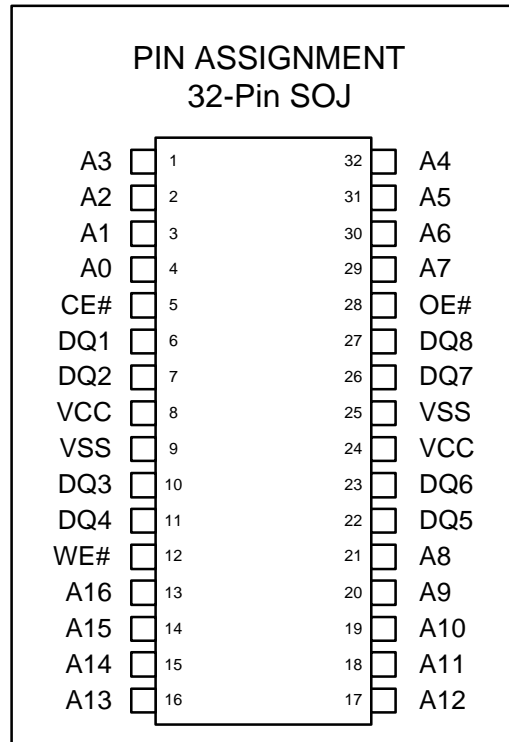 PIN ASSIGNMENT
32-Pin SOJ
A3 1 32 A4
A2 2 31 A5
A1 3 30 A6
A0 4 29 A7
CE# 5 28 OE#
DQ1 6 27 DQ8
DQ2 7 26 DQ7
VCC 8 25 VSS
VSS 9 24 VCC
DQ3 10 23 DQ6
DQ4 11 22 DQ5
WE# 12 21 A8
A16 13 20 A9
A15 14 19 A10
A14 15 18 A11
A13 16 17 A12